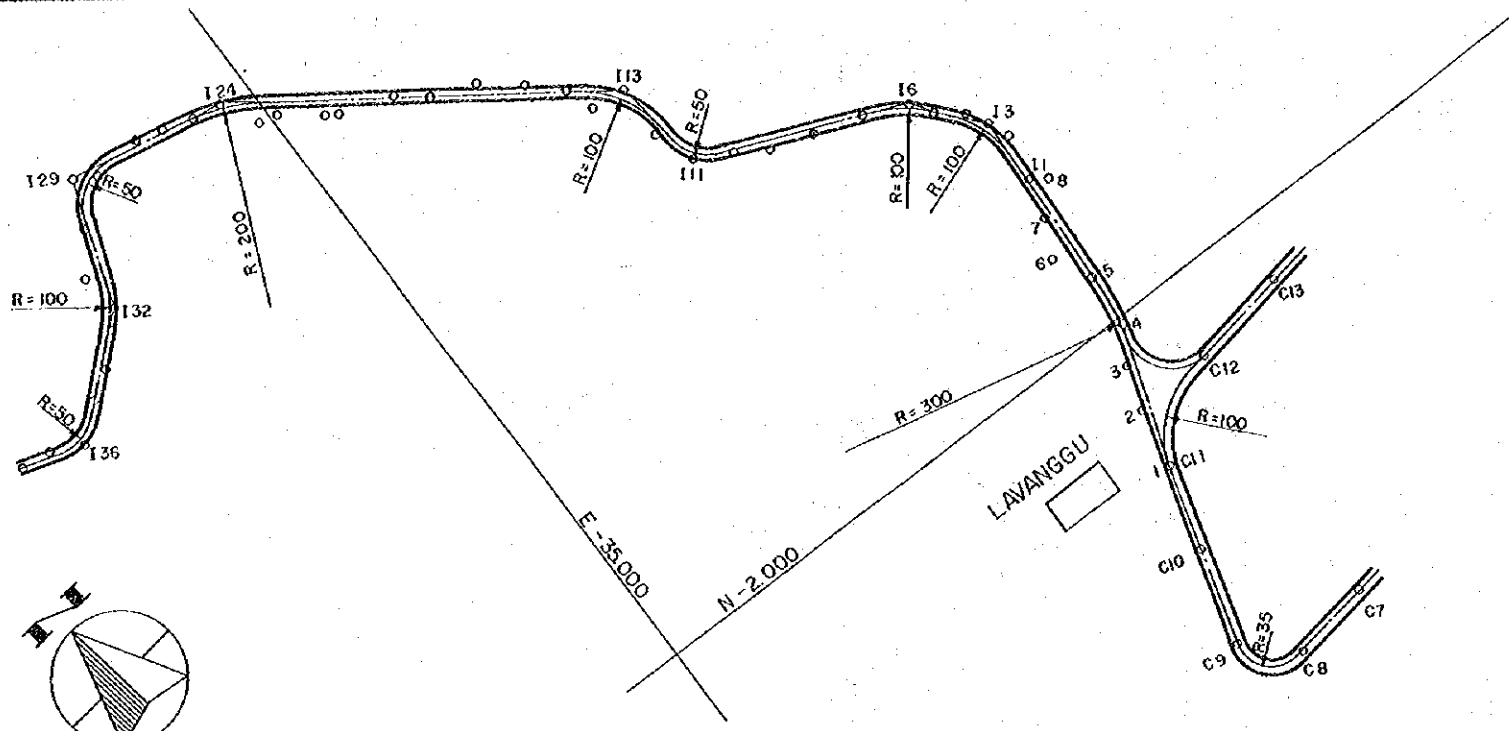 I24
I13
I6
I3
R=50
R=100
R=100
R=100
I11
I1
8
I29
R=50
7
R=200
6
5
C13
R=100
I32
4
3
C12
R=300
2
R=100
R=50
I36
1
C11
LAVANGGU
E -35.000
N -2.000
C10
C7
R=35
C9
C8
N